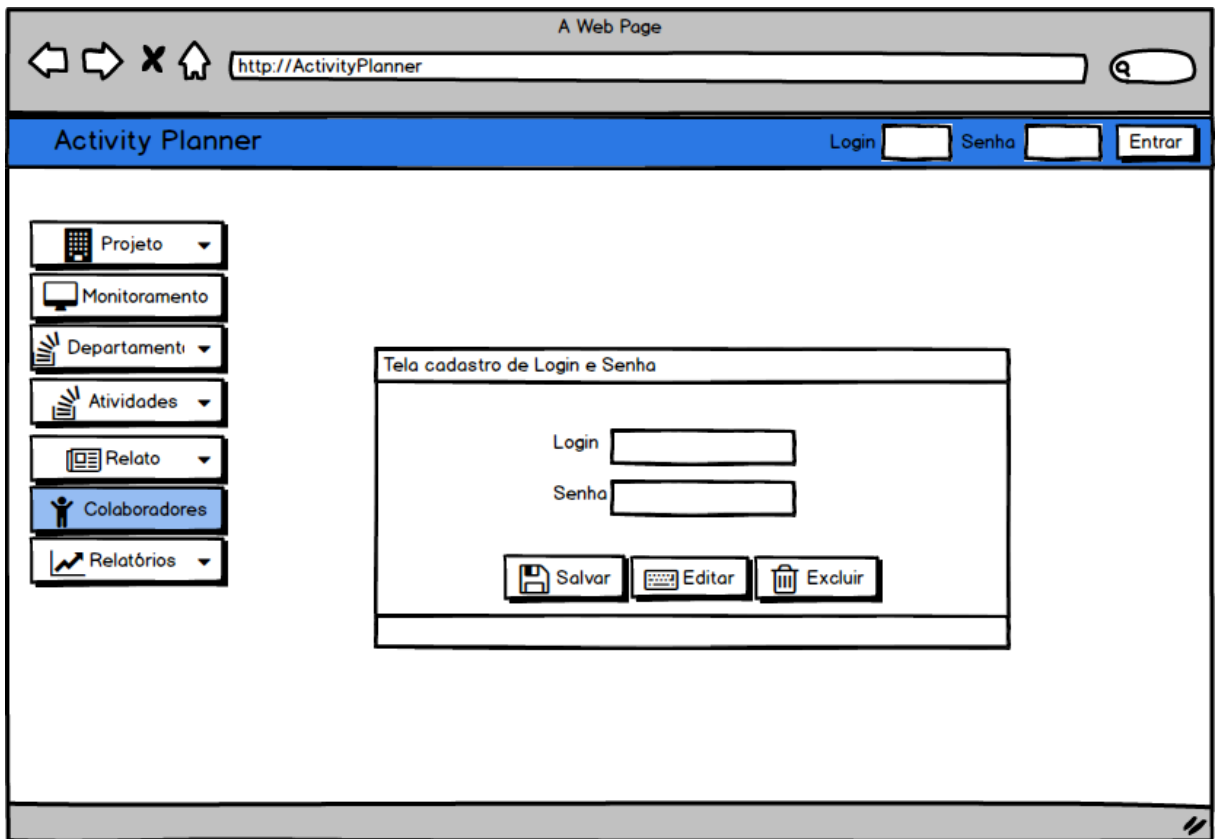 A Web Page
http://ActivityPlanner
Activity Planner Login Senha Entrar
Projeto
Monitoramento
Departament
Atividades
Relato
Colaboradores
Relatórios
Tela cadastro de Login e Senha
Login
Senha
Salvar Editar Excluir